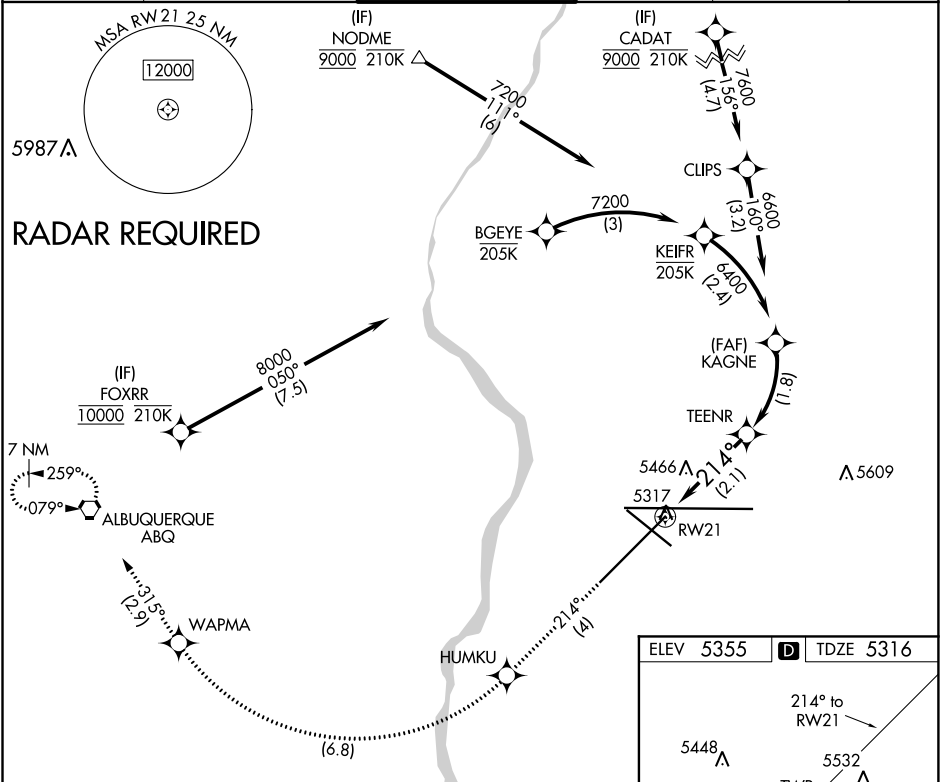 MSA RW21 25 NM
12000
5987
RADAR REQUIRED
(IF)
NODME
9000 210K
7200
111°
(6)
(IF)
CADAT
9000 210K
7600
156°
(4.7)
CLIPS
6600
160°
(3.2)
BGEYE
205K
7200
(3)
KEIFR
205K
6400
(2.4)
(FAF)
KAGNE
(1.8)
(IF)
FOXRR
10000 210K
8000
050°
(7.5)
TEENR
214°
(2.1)
5466
5609
5317
RW21
7 NM
259°
079°
ALBUQUERQUE
ABQ
315°
(2.9)
WAPMA
(6.8)
HUMKU
214°
(4)
ELEV 5355 D TDZE 5316
214° to
RW21
5448
5532